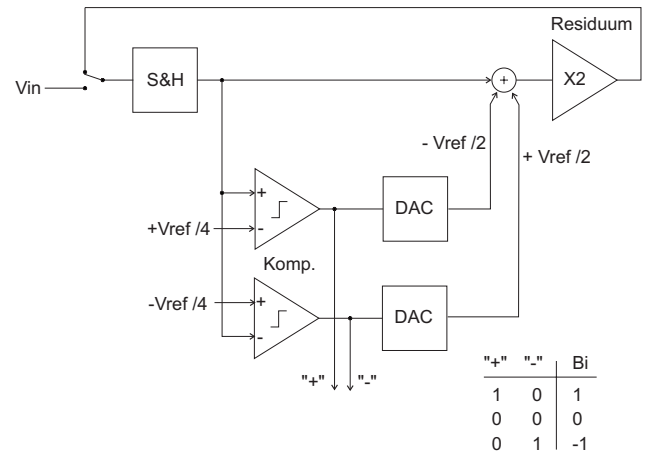 Residuum
S&H
+
X2
Vin
- Vref /2
+ Vref /2
+
-
DAC
+Vref /4
Komp.
-Vref /4
+
-
DAC
"+" "-"
"+" "-" Bi
1 0 1
0 0 0
0 1 -1